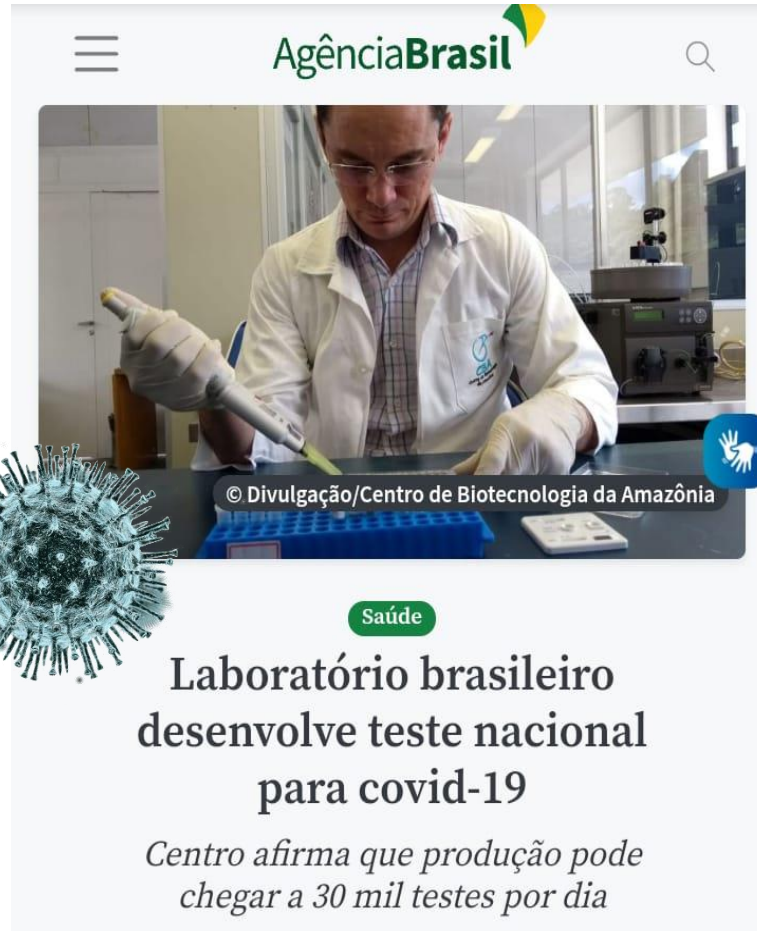 AgênciaBrasil
© Divulgação/Centro de Biotecnologia da Amazônia
Saúde
Laboratório brasileiro
desenvolve teste nacional
para covid-19
Centro afirma que produção pode
chegar a 30 mil testes por dia